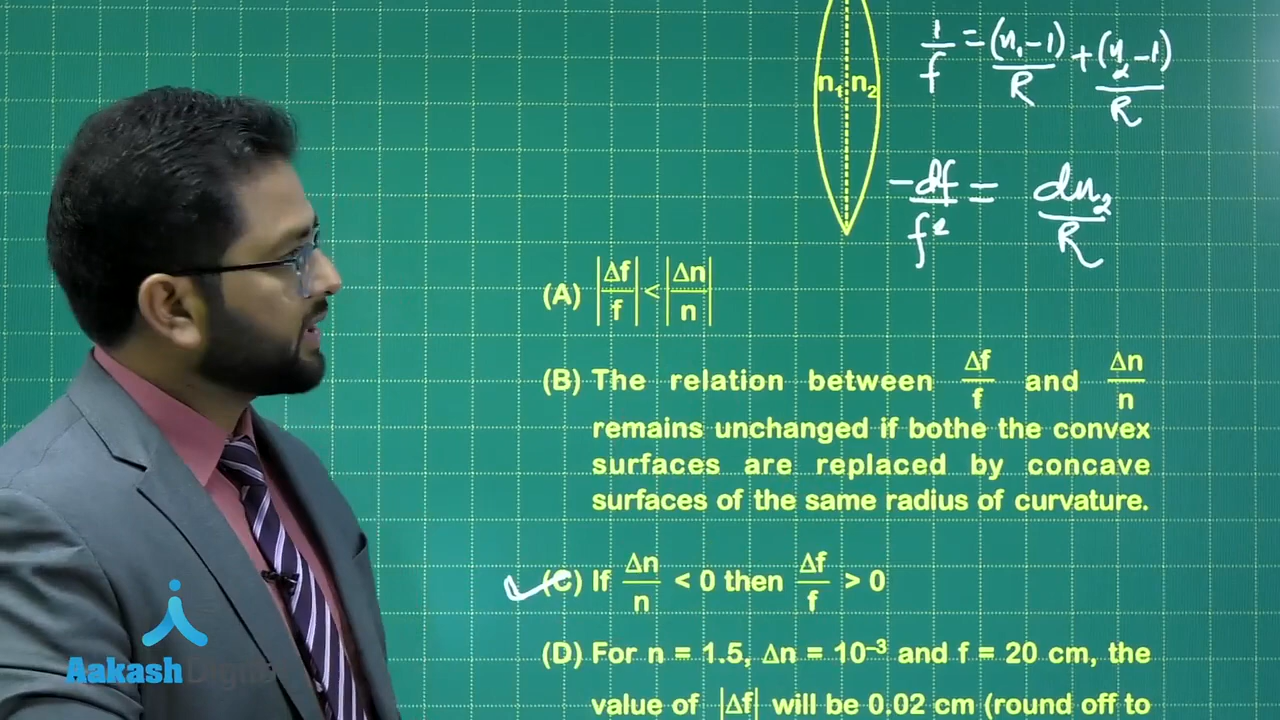 n₁ n₂
1/f = (n₁-1)/R + (n₂-1)/R
-df/f² = dn₂/R
(A) |Δf/f| < |Δn/n|
(B) The relation between Δf/f and Δn/n
remains unchanged if bothe the convex
surfaces are replaced by concave
surfaces of the same radius of curvature.
(C) If Δn/n < 0 then Δf/f > 0
(D) For n = 1.5, Δn = 10⁻³ and f = 20 cm, the
value of |Δf| will be 0.02 cm (round off to
Aakash Digital